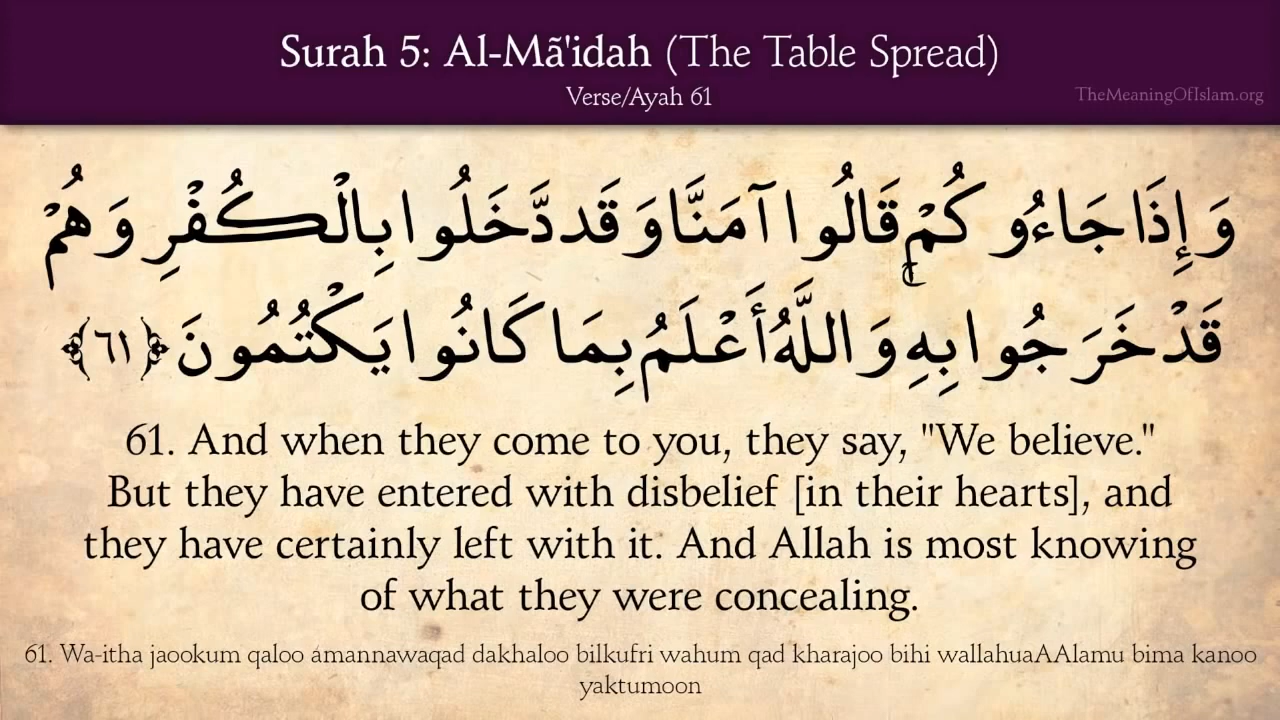 Surah 5: Al-Mã'idah (The Table Spread)
Verse/Ayah 61
TheMeaningOfIslam.org
وَإِذَا جَاءُوكُمْ قَالُوا آمَنَّا وَقَد دَّخَلُوا بِالْكُفْرِ وَهُمْ
قَدْ خَرَجُوا بِهِ ۚ وَاللَّهُ أَعْلَمُ بِمَا كَانُوا يَكْتُمُونَ ﴿٦١﴾
61. And when they come to you, they say, "We believe."
But they have entered with disbelief [in their hearts], and
they have certainly left with it. And Allah is most knowing
of what they were concealing.
61. Wa-itha jaookum qaloo amannawaqad dakhaloo bilkufri wahum qad kharajoo bihi wallahuaAAlamu bima kanoo
yaktumoon